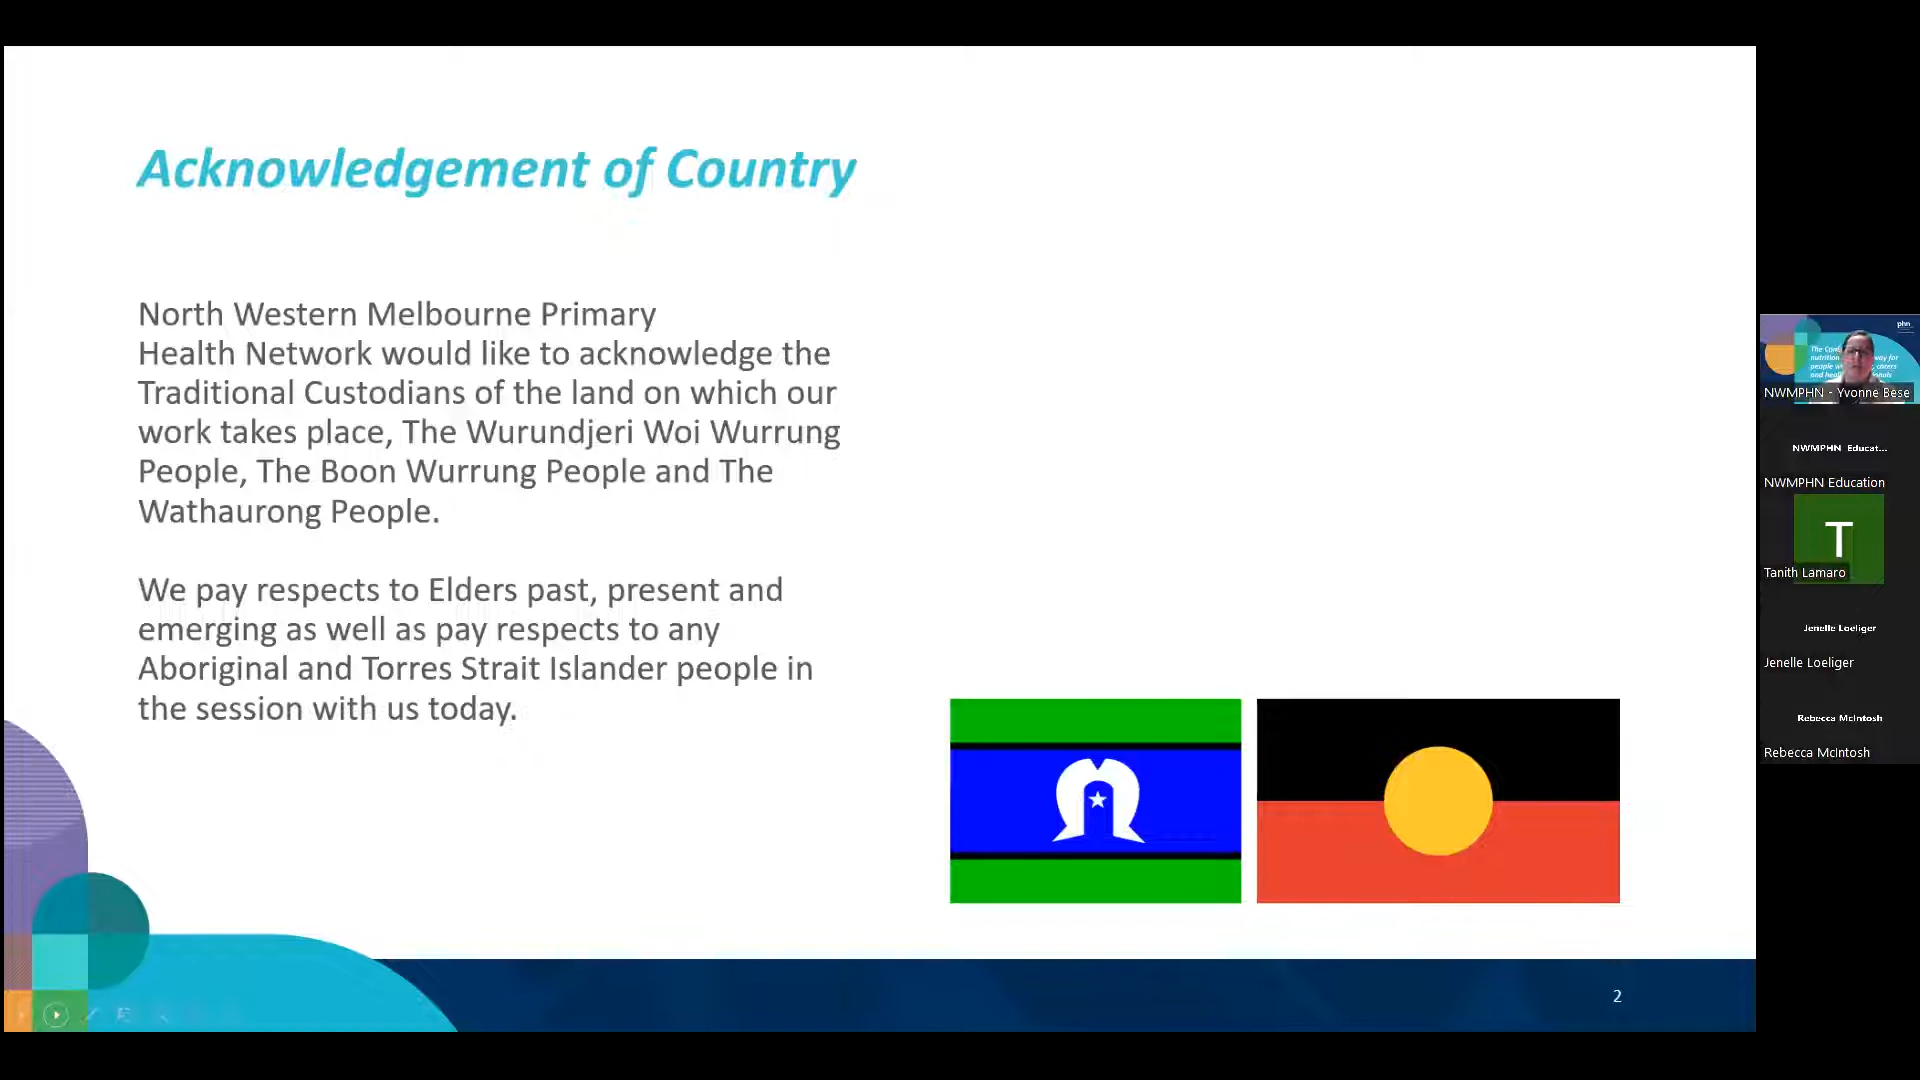 Acknowledgement of Country
North Western Melbourne Primary
Health Network would like to acknowledge the
Traditional Custodians of the land on which our
work takes place, The Wurundjeri Woi Wurrung
People, The Boon Wurrung People and The
Wathaurong People.
We pay respects to Elders past, present and
emerging as well as pay respects to any
Aboriginal and Torres Strait Islander people in
the session with us today.
2
phn
NWMPHN - Yvonne Bese
NWMPHN Educat...
NWMPHN Education
T
Tanith Lamaro
Jenelle Loeliger
Jenelle Loeliger
Rebecca McIntosh
Rebecca McIntosh